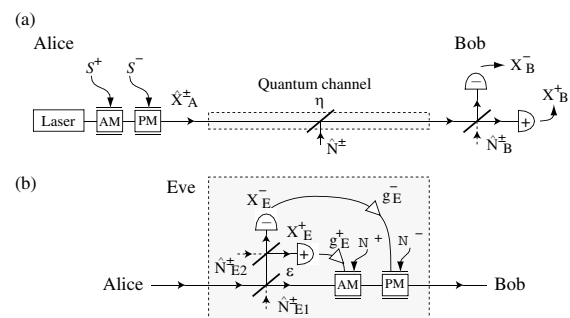 (a)
Alice
Bob
S⁺ S⁻
X̂±A
Quantum channel
η
X⁻B
X⁺B
Laser AM PM
N̂±
N̂±B
− +
(b)
Eve
X⁻E
X⁺E
g⁺E
g⁻E
N⁺ N⁻
N̂±E2
ε
− +
N̂±E1
Alice AM PM Bob